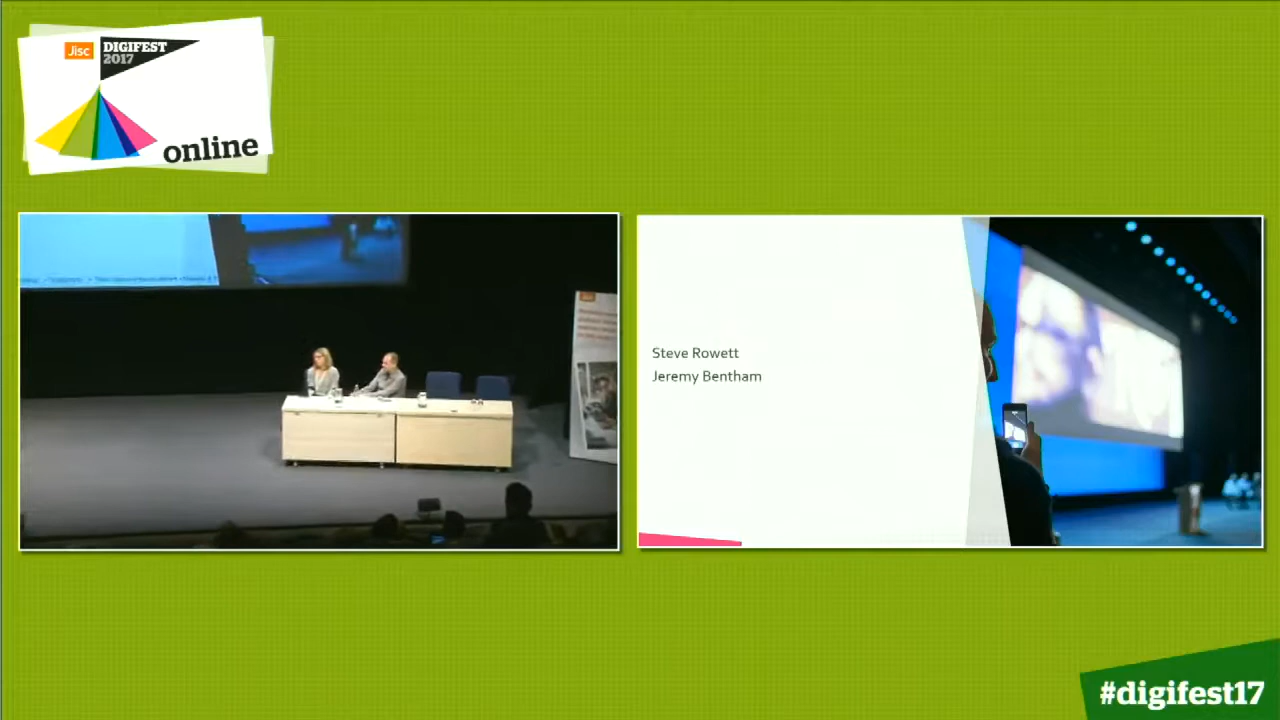 Jisc
DIGIFEST
2017
online
Steve Rowett
Jeremy Bentham
#digifest17